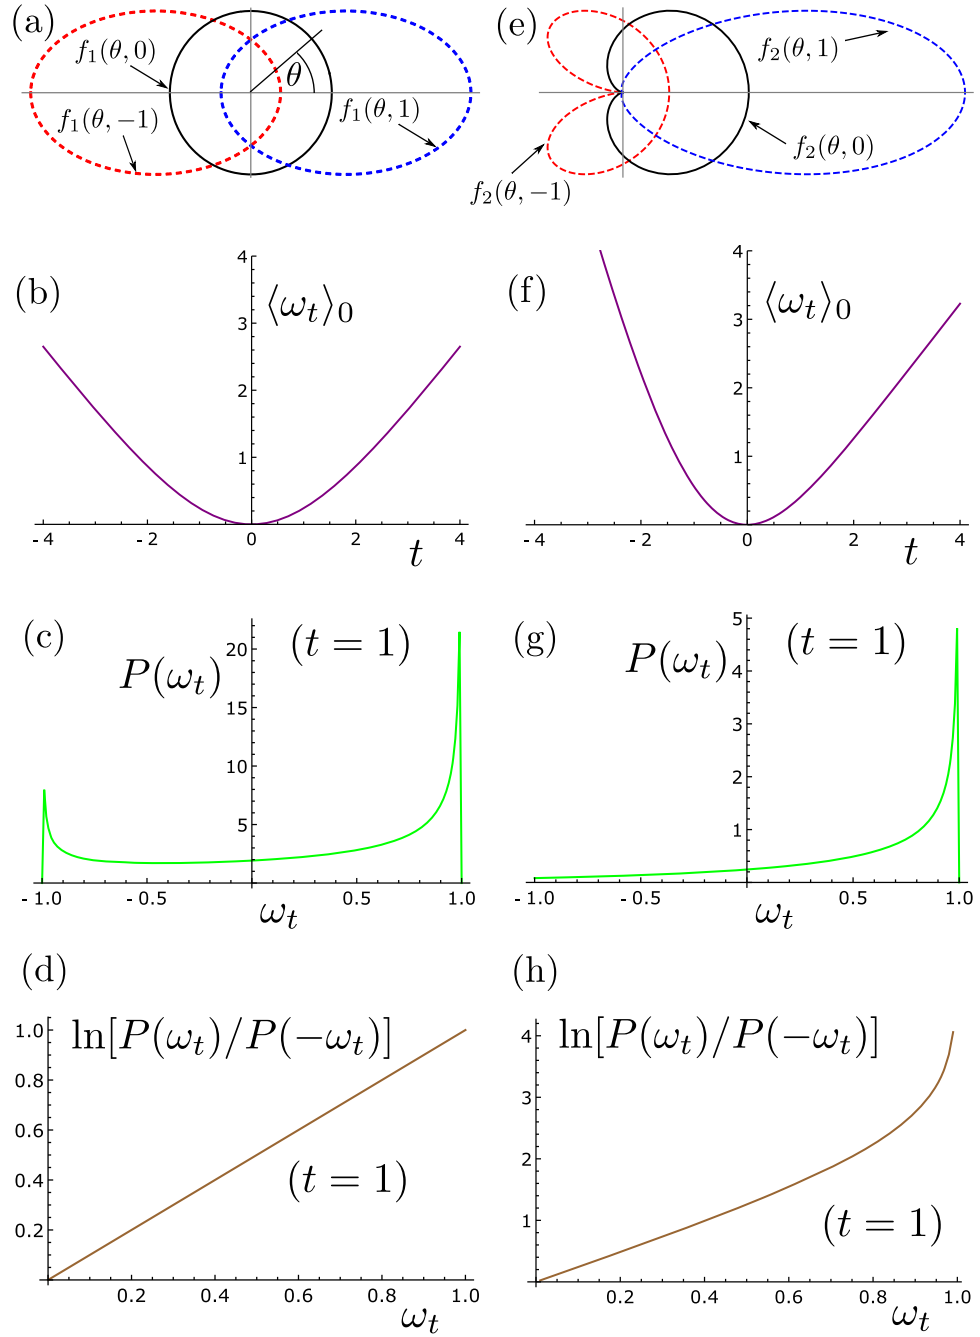 (a)
f₁(θ, 0)
θ
f₁(θ, −1)
f₁(θ, 1)
(e)
f₂(θ, 1)
f₂(θ, 0)
f₂(θ, −1)
(b)
⟨ωₜ⟩₀
4
3
2
1
-4 -2 0 2 4
t
(f)
⟨ωₜ⟩₀
4
3
2
1
-4 -2 0 2 4
t
(c)
(t = 1)
P(ωₜ)
20
15
10
5
-1.0 -0.5 0 0.5 1.0
ωₜ
(g)
(t = 1)
P(ωₜ)
5
4
3
2
1
-1.0 -0.5 0 0.5 1.0
ωₜ
(d)
ln[P(ωₜ)/P(−ωₜ)]
1.0
0.8
0.6
0.4
0.2
(t = 1)
0.2 0.4 0.6 0.8 1.0
ωₜ
(h)
ln[P(ωₜ)/P(−ωₜ)]
4
3
2
1
(t = 1)
0.2 0.4 0.6 0.8 1.0
ωₜ